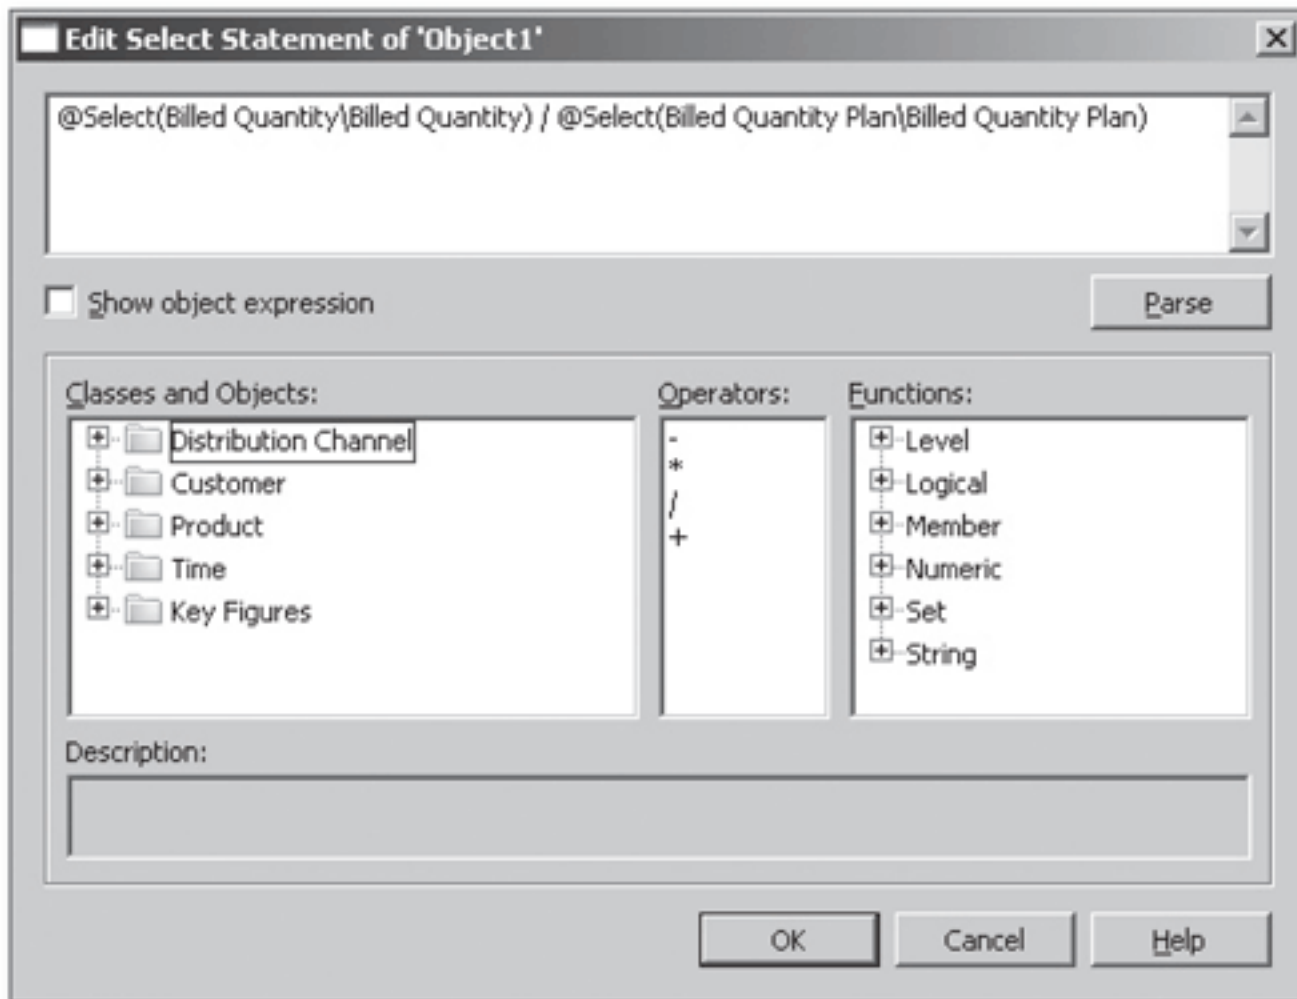 Edit Select Statement of 'Object1'
@Select(Billed Quantity\Billed Quantity) / @Select(Billed Quantity Plan\Billed Quantity Plan)
Show object expression
Parse
Classes and Objects:
Distribution Channel
Customer
Product
Time
Key Figures
Operators:
-
*
/
+
Functions:
Level
Logical
Member
Numeric
Set
String
Description:
OK
Cancel
Help